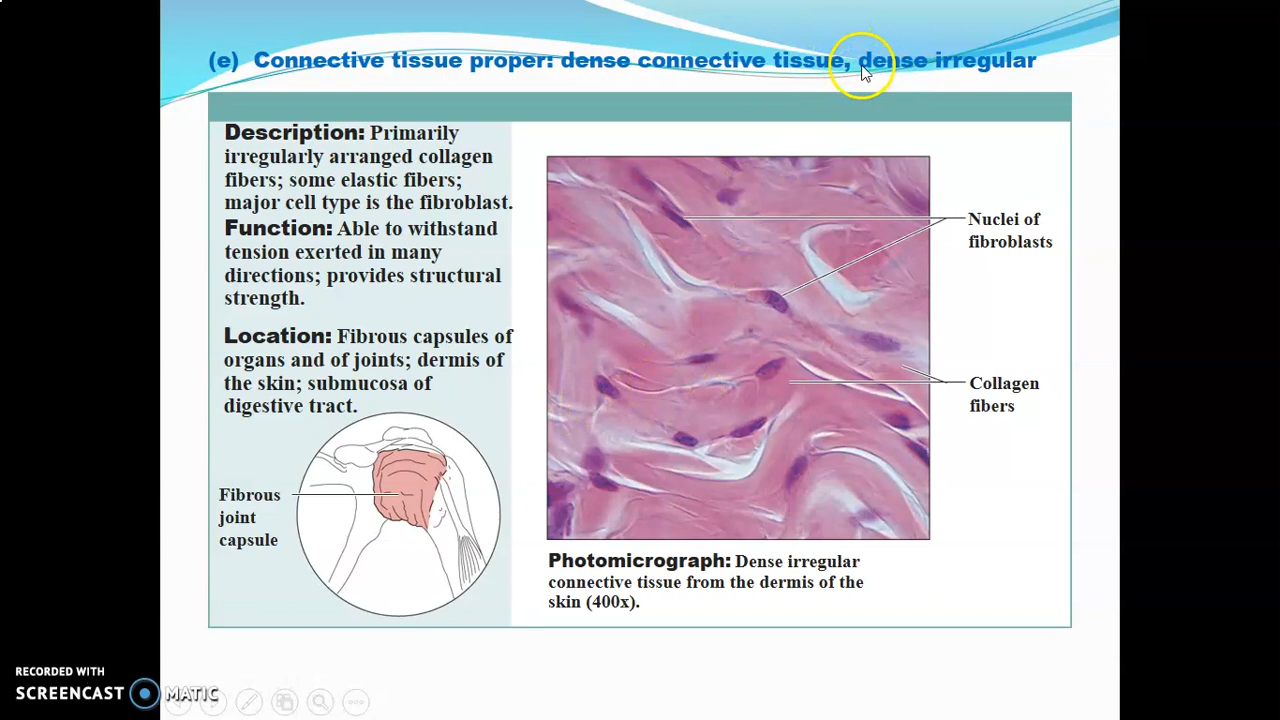 (e) Connective tissue proper: dense connective tissue, dense irregular
Description: Primarily
irregularly arranged collagen
fibers; some elastic fibers;
major cell type is the fibroblast.
Function: Able to withstand
tension exerted in many
directions; provides structural
strength.
Location: Fibrous capsules of
organs and of joints; dermis of
the skin; submucosa of
digestive tract.
Fibrous
joint
capsule
Nuclei of
fibroblasts
Collagen
fibers
Photomicrograph: Dense irregular
connective tissue from the dermis of the
skin (400x).
RECORDED WITH
SCREENCAST MATIC